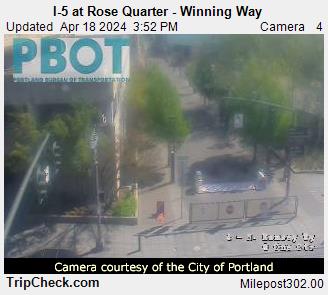 I-5 at Rose Quarter - Winning Way
Updated Apr 18 2024 3:52 PM Camera 4
PBOT
PORTLAND BUREAU OF TRANSPORTATION
Camera courtesy of the City of Portland
TripCheck.com Milepost302.00